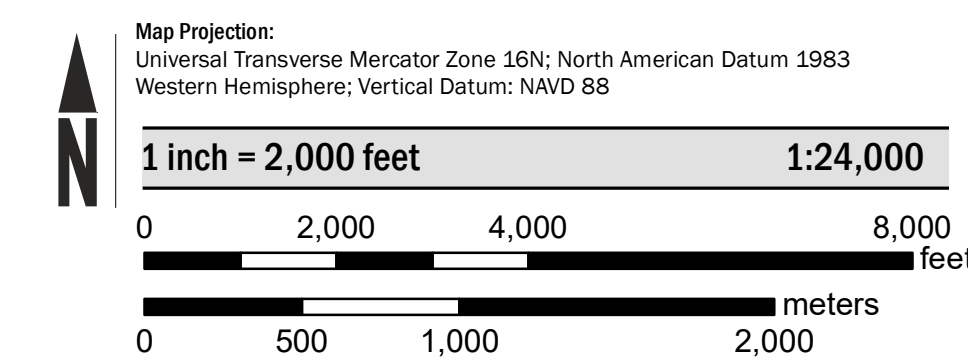 N
Map Projection:
Universal Transverse Mercator Zone 16N; North American Datum 1983
Western Hemisphere; Vertical Datum: NAVD 88
1 inch = 2,000 feet 1:24,000
0 2,000 4,000 8,000
feet
meters
0 500 1,000 2,000